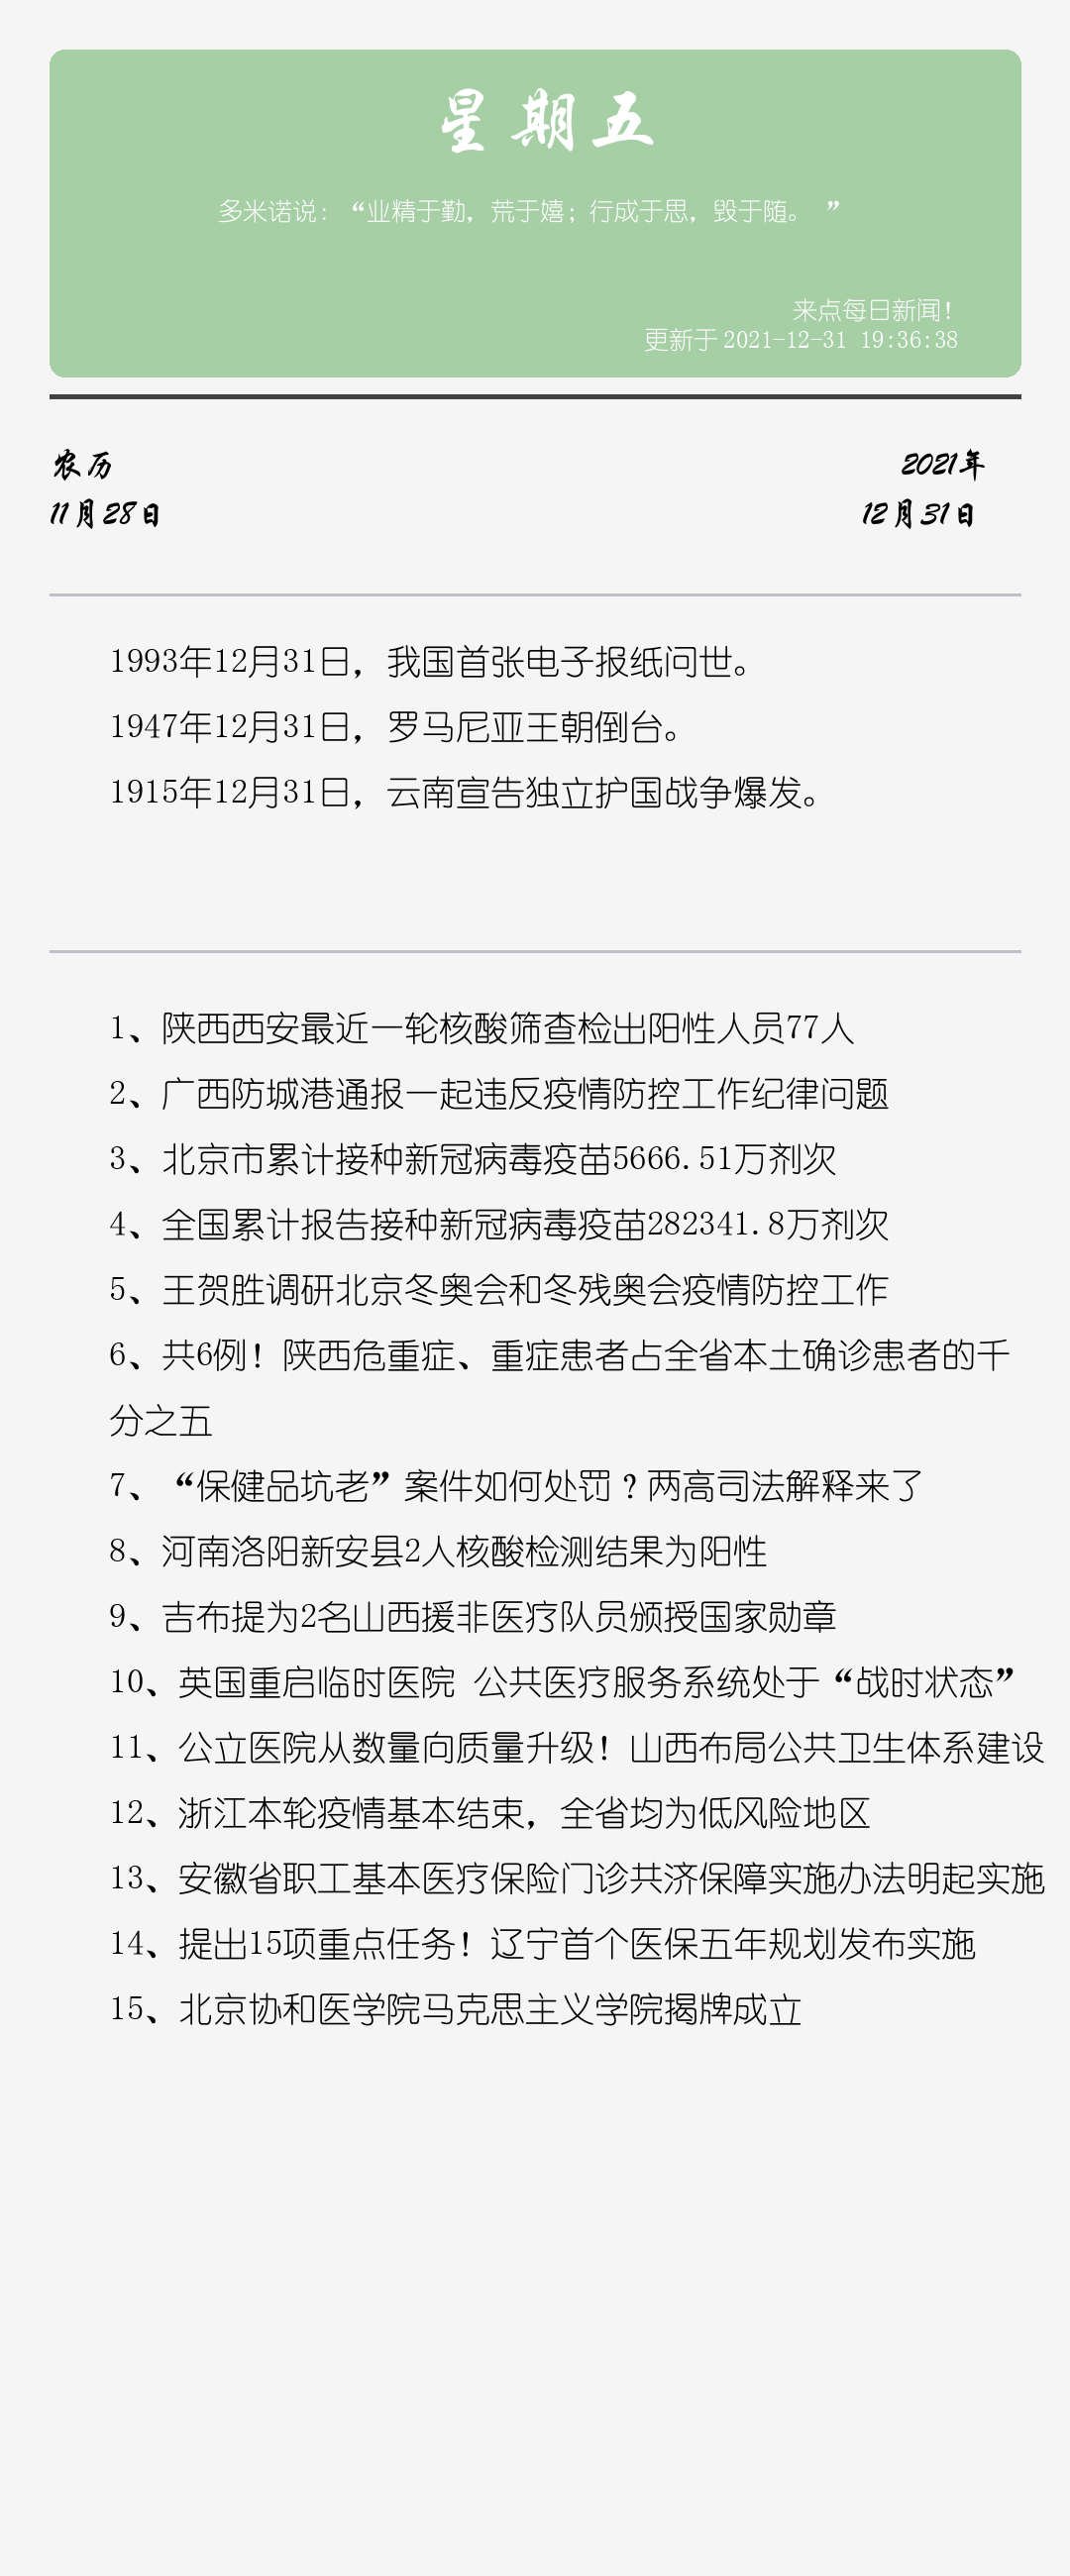 星期五
多米诺说：“业精于勤，荒于嬉；行成于思，毁于随。 ”
来点每日新闻！
更新于 2021-12-31 19:36:38
农历
2021年
11月28日
12月31日
1993年12月31日，我国首张电子报纸问世。
1947年12月31日，罗马尼亚王朝倒台。
1915年12月31日，云南宣告独立护国战争爆发。
1、陕西西安最近一轮核酸筛查检出阳性人员77人
2、广西防城港通报一起违反疫情防控工作纪律问题
3、北京市累计接种新冠病毒疫苗5666.51万剂次
4、全国累计报告接种新冠病毒疫苗282341.8万剂次
5、王贺胜调研北京冬奥会和冬残奥会疫情防控工作
6、共6例！陕西危重症、重症患者占全省本土确诊患者的千
分之五
7、“保健品坑老”案件如何处罚？两高司法解释来了
8、河南洛阳新安县2人核酸检测结果为阳性
9、吉布提为2名山西援非医疗队员颁授国家勋章
10、英国重启临时医院 公共医疗服务系统处于“战时状态”
11、公立医院从数量向质量升级！山西布局公共卫生体系建设
12、浙江本轮疫情基本结束，全省均为低风险地区
13、安徽省职工基本医疗保险门诊共济保障实施办法明起实施
14、提出15项重点任务！辽宁首个医保五年规划发布实施
15、北京协和医学院马克思主义学院揭牌成立